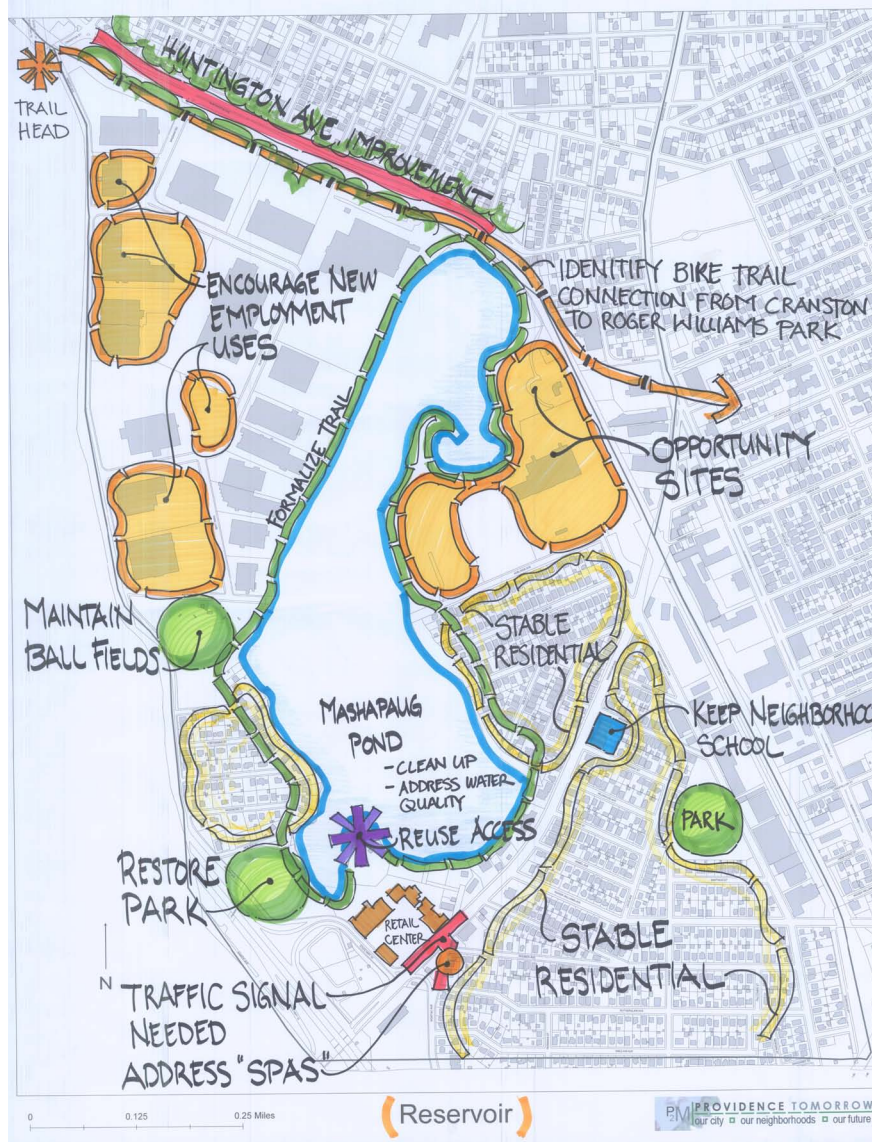 TRAIL
HEAD
HUNTINGTON AVE IMPROVEMENT
IDENITIFY BIKE TRAIL
CONNECTION FROM CRANSTON
TO ROGER WILLIAMS PARK
ENCOURAGE NEW
EMPLOYMENT
USES
FORMALIZE TRAIL
OPPORTUNITY
SITES
MAINTAIN
BALL FIELDS
STABLE
RESIDENTIAL
KEEP NEIGHBORHOO
SCHOOL
MASHAPAUG
POND
- CLEAN UP
- ADDRESS WATER
QUALITY
REUSE ACCESS
PARK
RESTORE
PARK
RETAIL
CENTER
STABLE
RESIDENTIAL
N
TRAFFIC SIGNAL
NEEDED
ADDRESS "SPAS"
0 0.125 0.25 Miles
(Reservoir)
PROVIDENCE TOMORROW
our city our neighborhoods our future